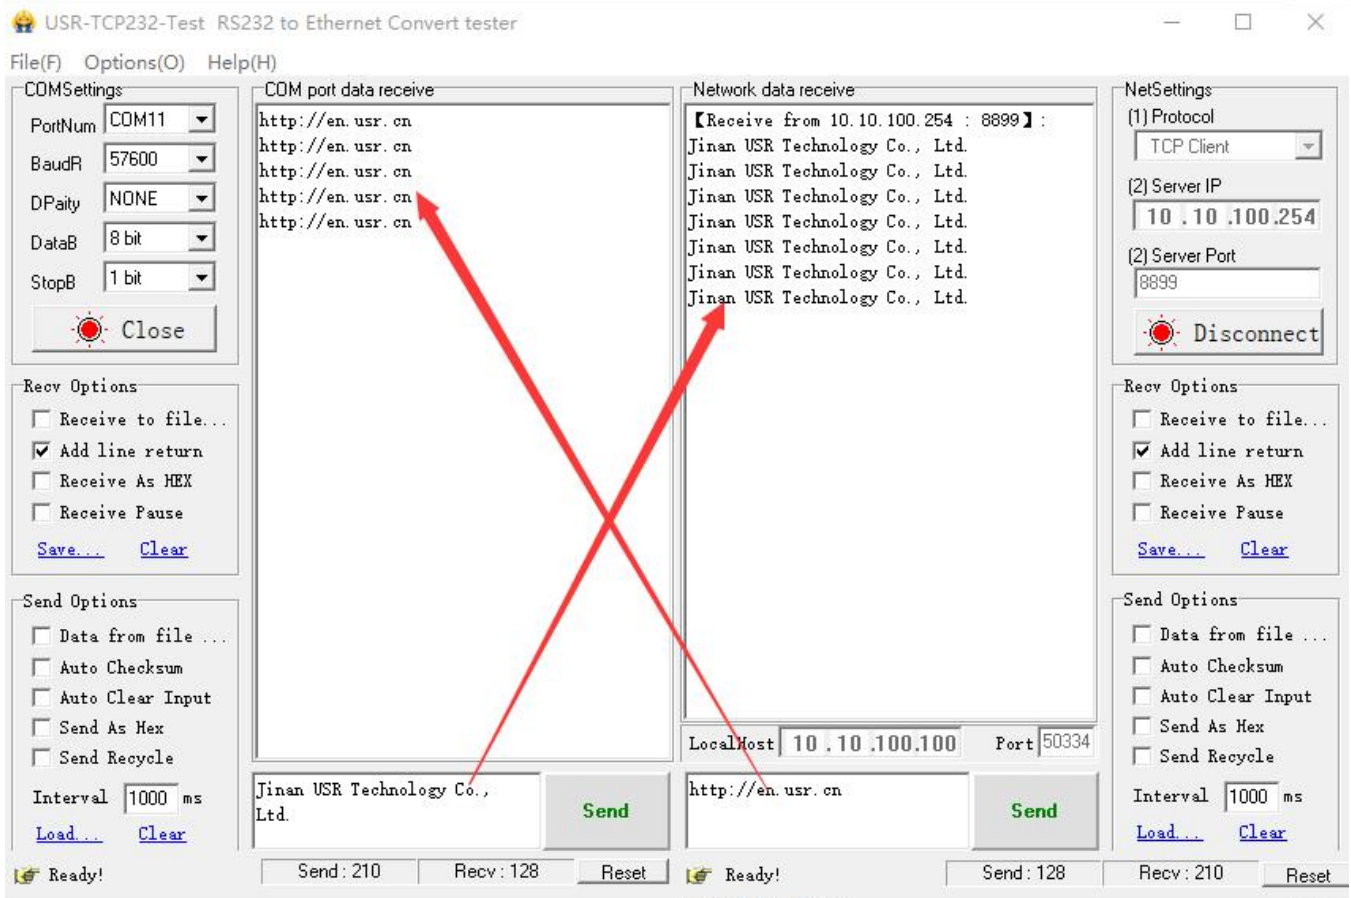 USR-TCP232-Test RS232 to Ethernet Convert tester
File(F) Options(O) Help(H)
COMSettings
PortNum COM11
BaudR 57600
DPaity NONE
DataB 8 bit
StopB 1 bit
Close
Recv Options
Receive to file...
Add line return
Receive As HEX
Receive Pause
Save... Clear
Send Options
Data from file ...
Auto Checksum
Auto Clear Input
Send As Hex
Send Recycle
Interval 1000 ms
Load... Clear
COM port data receive
http://en.usr.cn
http://en.usr.cn
http://en.usr.cn
http://en.usr.cn
http://en.usr.cn
Jinan USR Technology Co.,
Ltd.
Send
Network data receive
【Receive from 10.10.100.254 : 8899】:
Jinan USR Technology Co., Ltd.
Jinan USR Technology Co., Ltd.
Jinan USR Technology Co., Ltd.
Jinan USR Technology Co., Ltd.
Jinan USR Technology Co., Ltd.
Jinan USR Technology Co., Ltd.
Jinan USR Technology Co., Ltd.
LocalHost 10 .10 .100.100 Port 50334
http://en.usr.cn
Send
NetSettings
(1) Protocol
TCP Client
(2) Server IP
10 .10 .100.254
(2) Server Port
8899
Disconnect
Recv Options
Receive to file...
Add line return
Receive As HEX
Receive Pause
Save... Clear
Send Options
Data from file ...
Auto Checksum
Auto Clear Input
Send As Hex
Send Recycle
Interval 1000 ms
Load... Clear
Ready! Send : 210 Recv : 128 Reset
Ready! Send : 128 Recv : 210 Reset